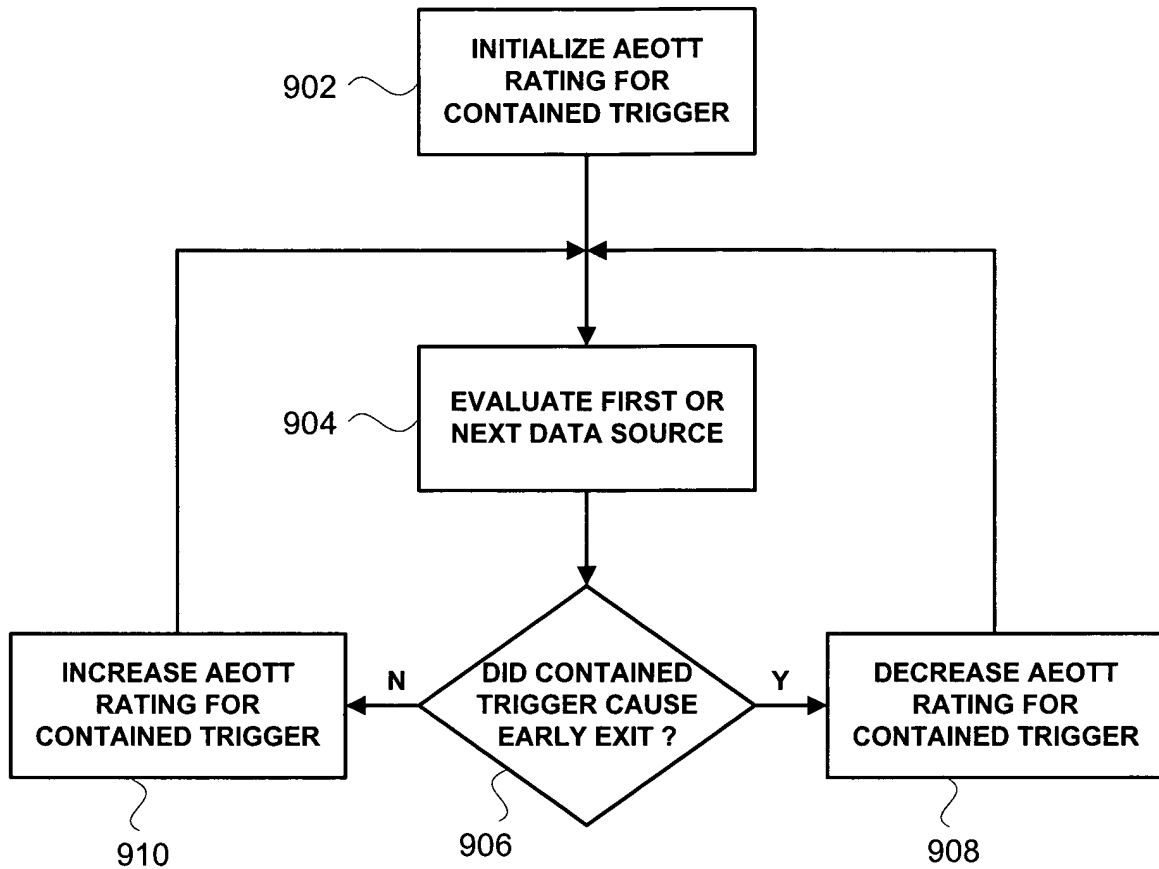 INITIALIZE AEOTT
RATING FOR
CONTAINED TRIGGER
902
EVALUATE FIRST OR
NEXT DATA SOURCE
904
DID CONTAINED
TRIGGER CAUSE
EARLY EXIT ?
906
N
Y
INCREASE AEOTT
RATING FOR
CONTAINED TRIGGER
910
DECREASE AEOTT
RATING FOR
CONTAINED TRIGGER
908